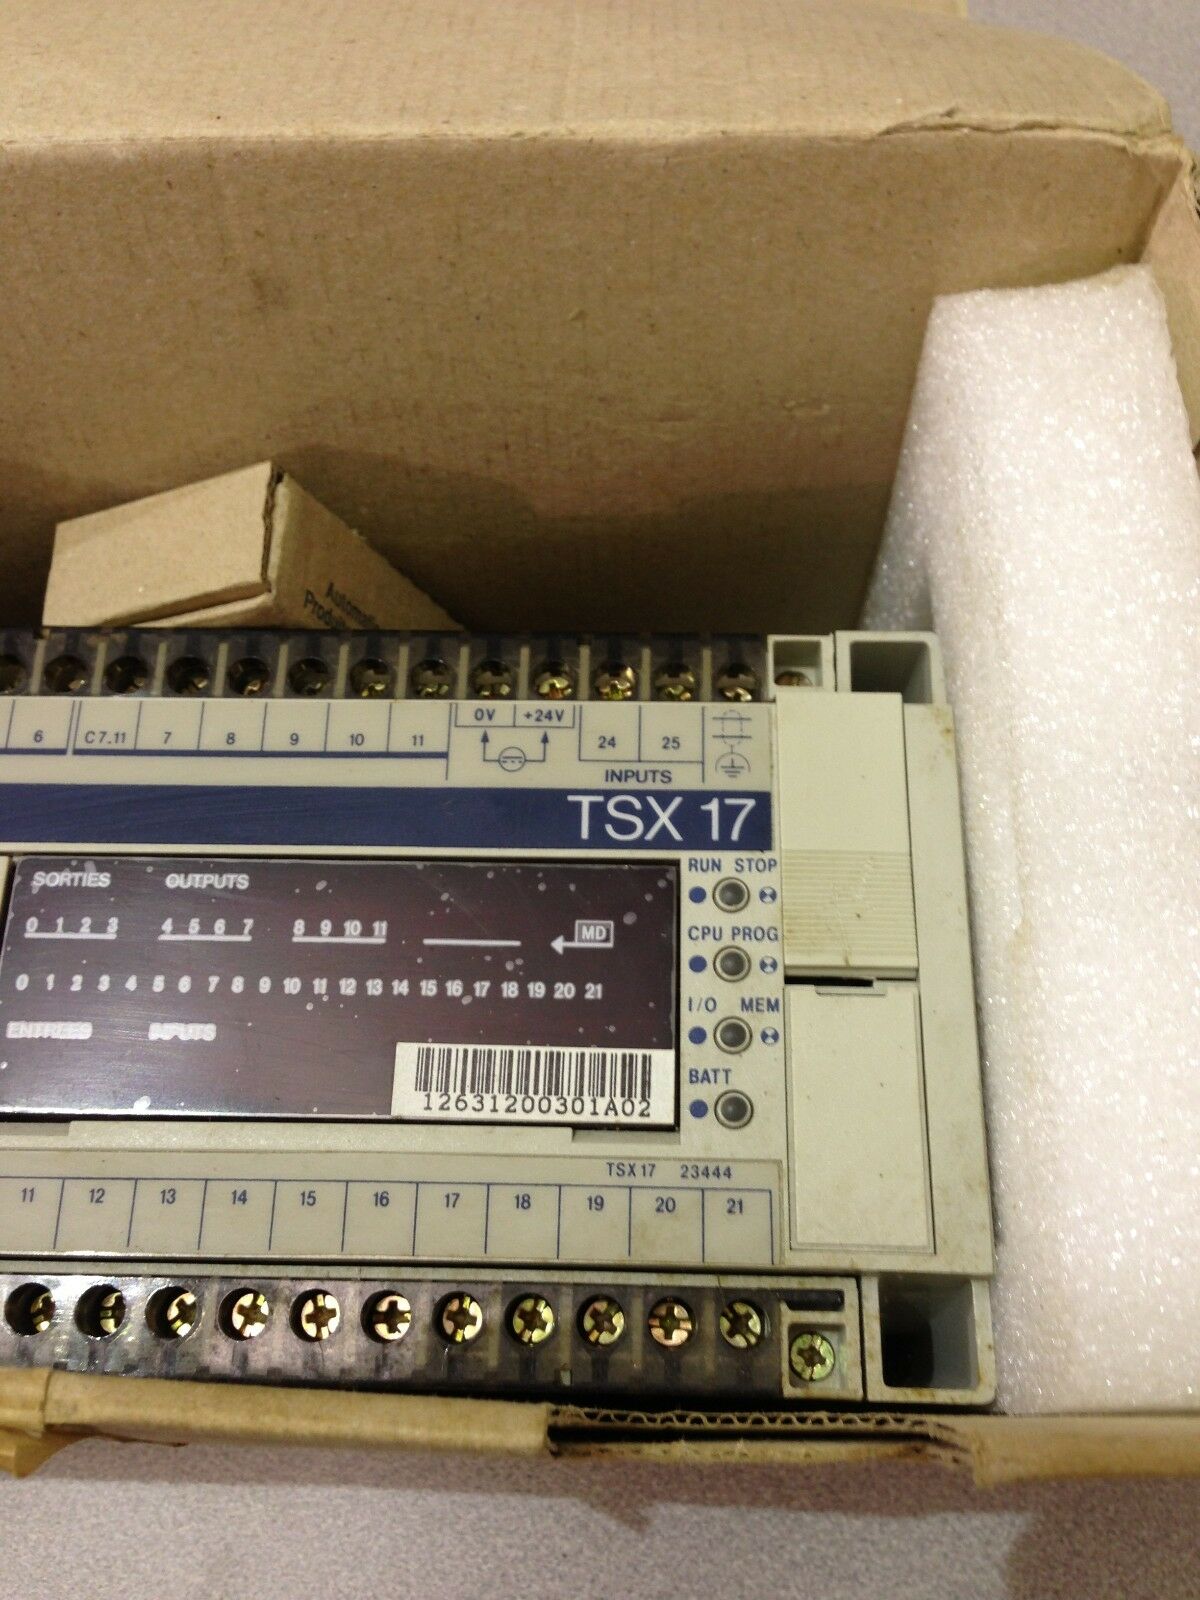 Automati
Produ
6 C7.11 7 8 9 10 11 0V +24V 24 25
INPUTS
TSX 17
RUN STOP
SORTIES OUTPUTS
0 1 2 3 4 5 6 7 8 9 10 11 MD
CPU PROG
0 1 2 3 4 5 6 7 8 9 10 11 12 13 14 15 16 17 18 19 20 21
I/O MEM
ENTREES INPUTS
BATT
12631200301A02
TSX 17 23444
11 12 13 14 15 16 17 18 19 20 21